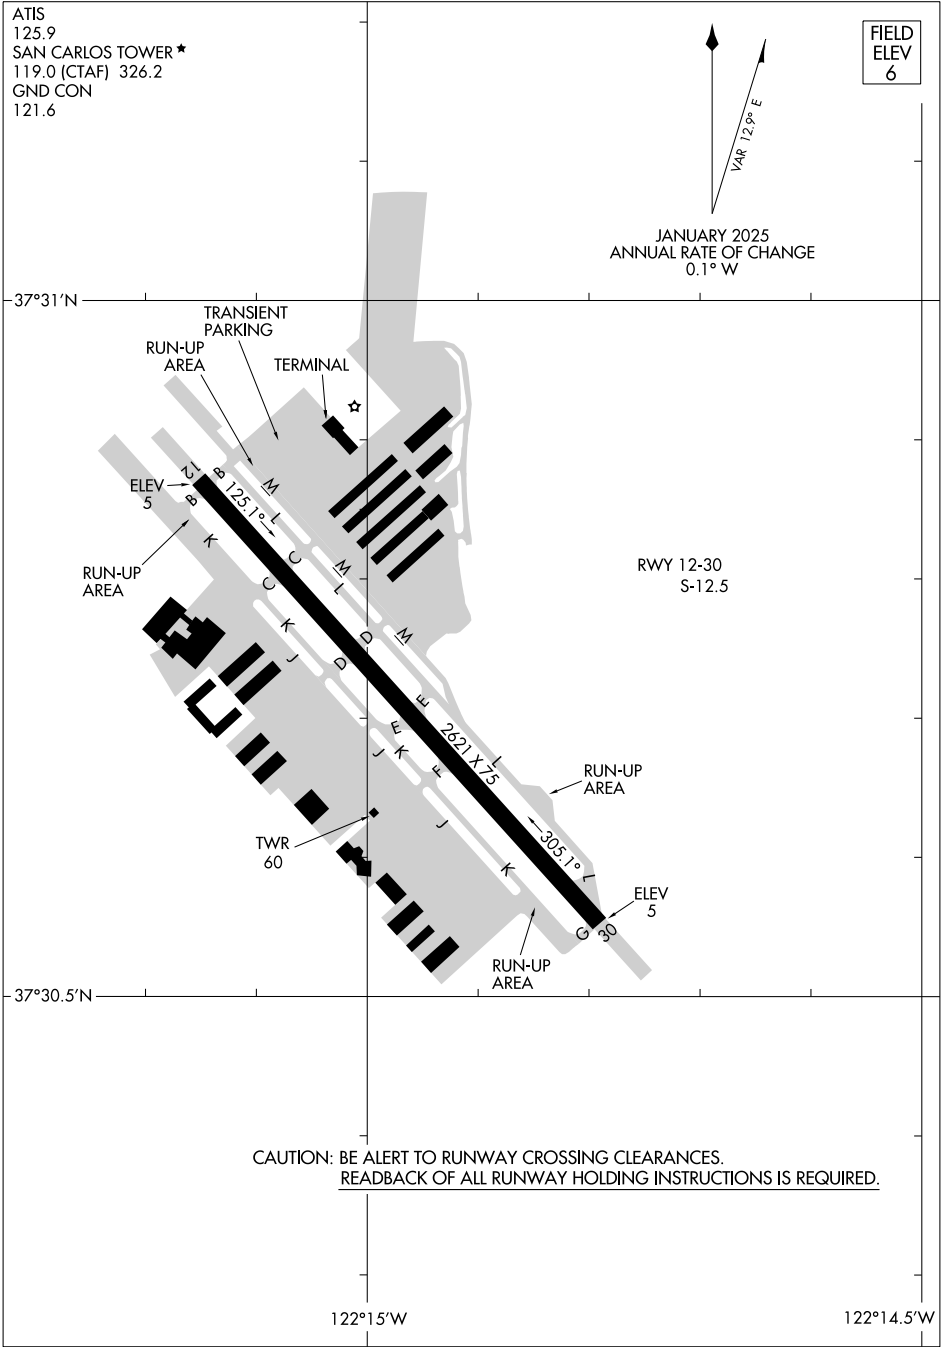 ATIS
125.9
SAN CARLOS TOWER ★
119.0 (CTAF) 326.2
GND CON
121.6
FIELD
ELEV
6
VAR 12.9° E
JANUARY 2025
ANNUAL RATE OF CHANGE
0.1° W
37°31'N
TRANSIENT
PARKING
RUN-UP
AREA
TERMINAL
ELEV
5
12
B
B
125.1°
M
L
K
C
C
RUN-UP
AREA
RWY 12-30
S-12.5
M
L
K
J
D
D
M
E
E
2621 X 75
L
J
K
F
RUN-UP
AREA
TWR
60
J
305.1°
K
L
ELEV
5
G
30
RUN-UP
AREA
37°30.5'N
CAUTION: BE ALERT TO RUNWAY CROSSING CLEARANCES.
READBACK OF ALL RUNWAY HOLDING INSTRUCTIONS IS REQUIRED.
122°15'W
122°14.5'W